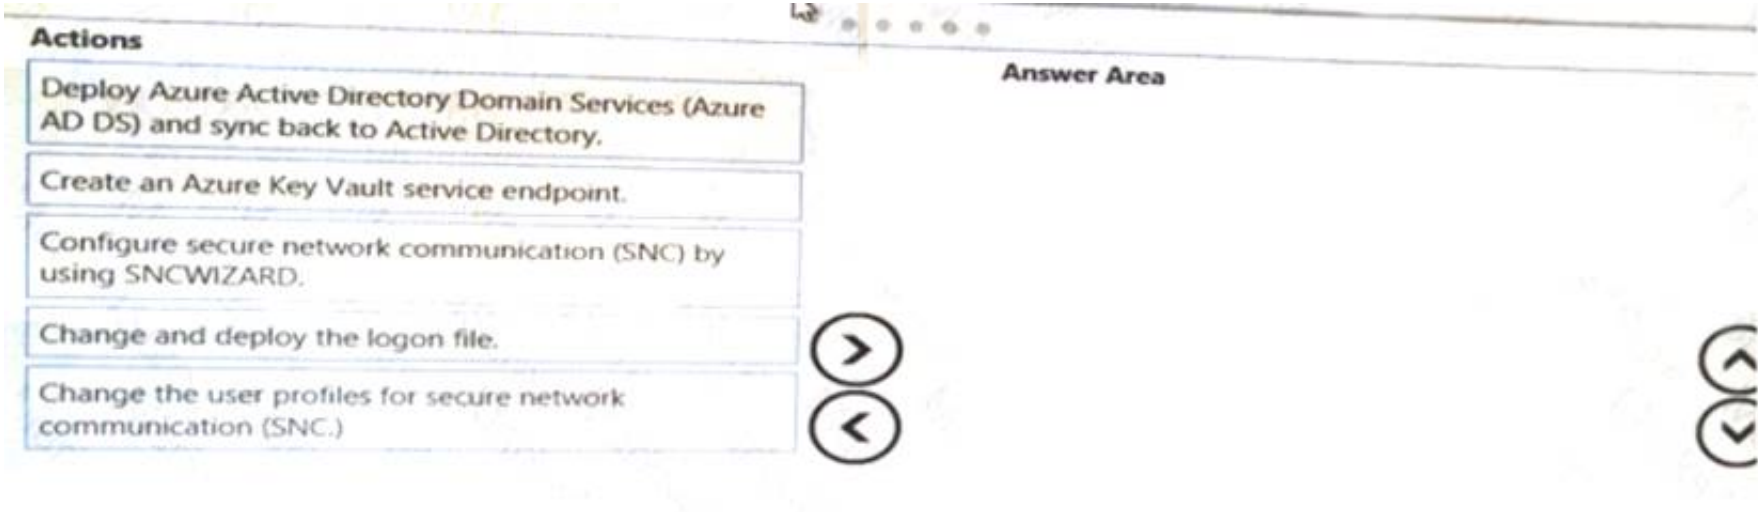 Actions
Deploy Azure Active Directory Domain Services (Azure
AD DS) and sync back to Active Directory.
Create an Azure Key Vault service endpoint.
Configure secure network communication (SNC) by
using SNCWIZARD.
Change and deploy the logon file.
Change the user profiles for secure network
communication (SNC.)
Answer Area